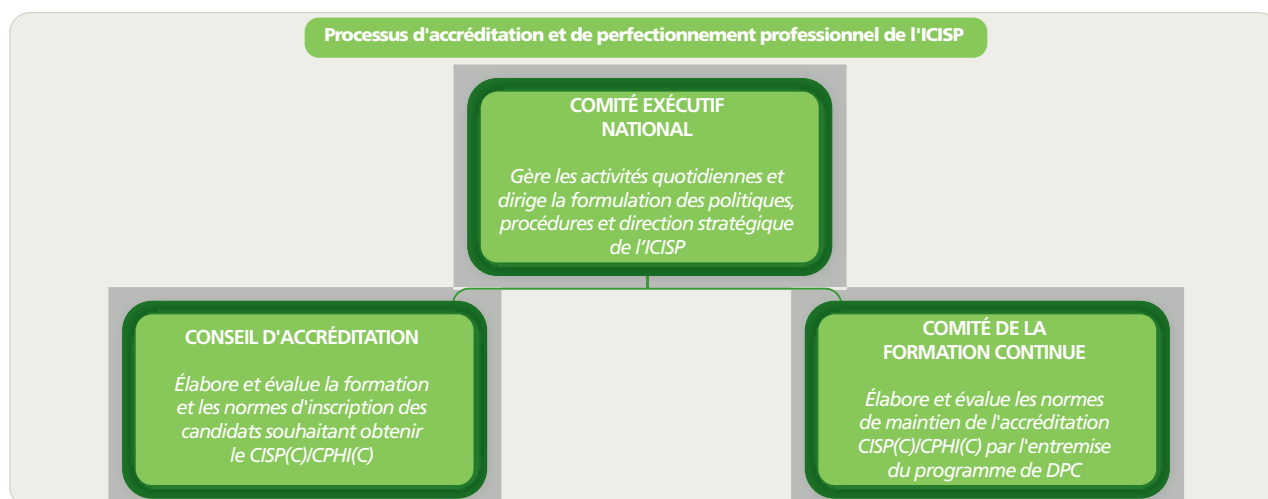 Processus d'accréditation et de perfectionnement professionnel de l'ICISP
COMITÉ EXÉCUTIF
NATIONAL
Gère les activités quotidiennes et
dirige la formulation des politiques,
procédures et direction stratégique
de l’ICISP
CONSEIL D'ACCRÉDITATION
Élabore et évalue la formation
et les normes d'inscription des
candidats souhaitant obtenir
le CISP(C)/CPHI(C)
COMITÉ DE LA
FORMATION CONTINUE
Élabore et évalue les normes
de maintien de l'accréditation
CISP(C)/CPHI(C) par l'entremise
du programme de DPC